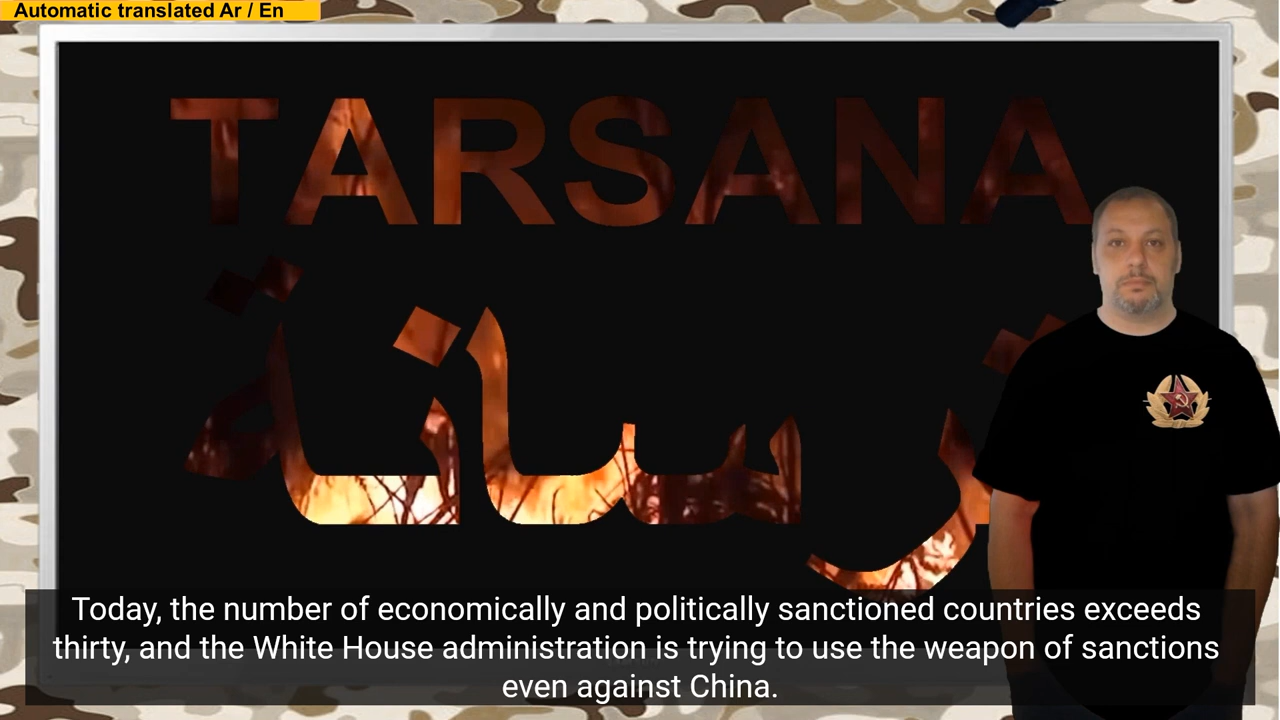 Automatic translated Ar / En
TARSANA
ترسانة
Today, the number of economically and politically sanctioned countries exceeds
thirty, and the White House administration is trying to use the weapon of sanctions
even against China.